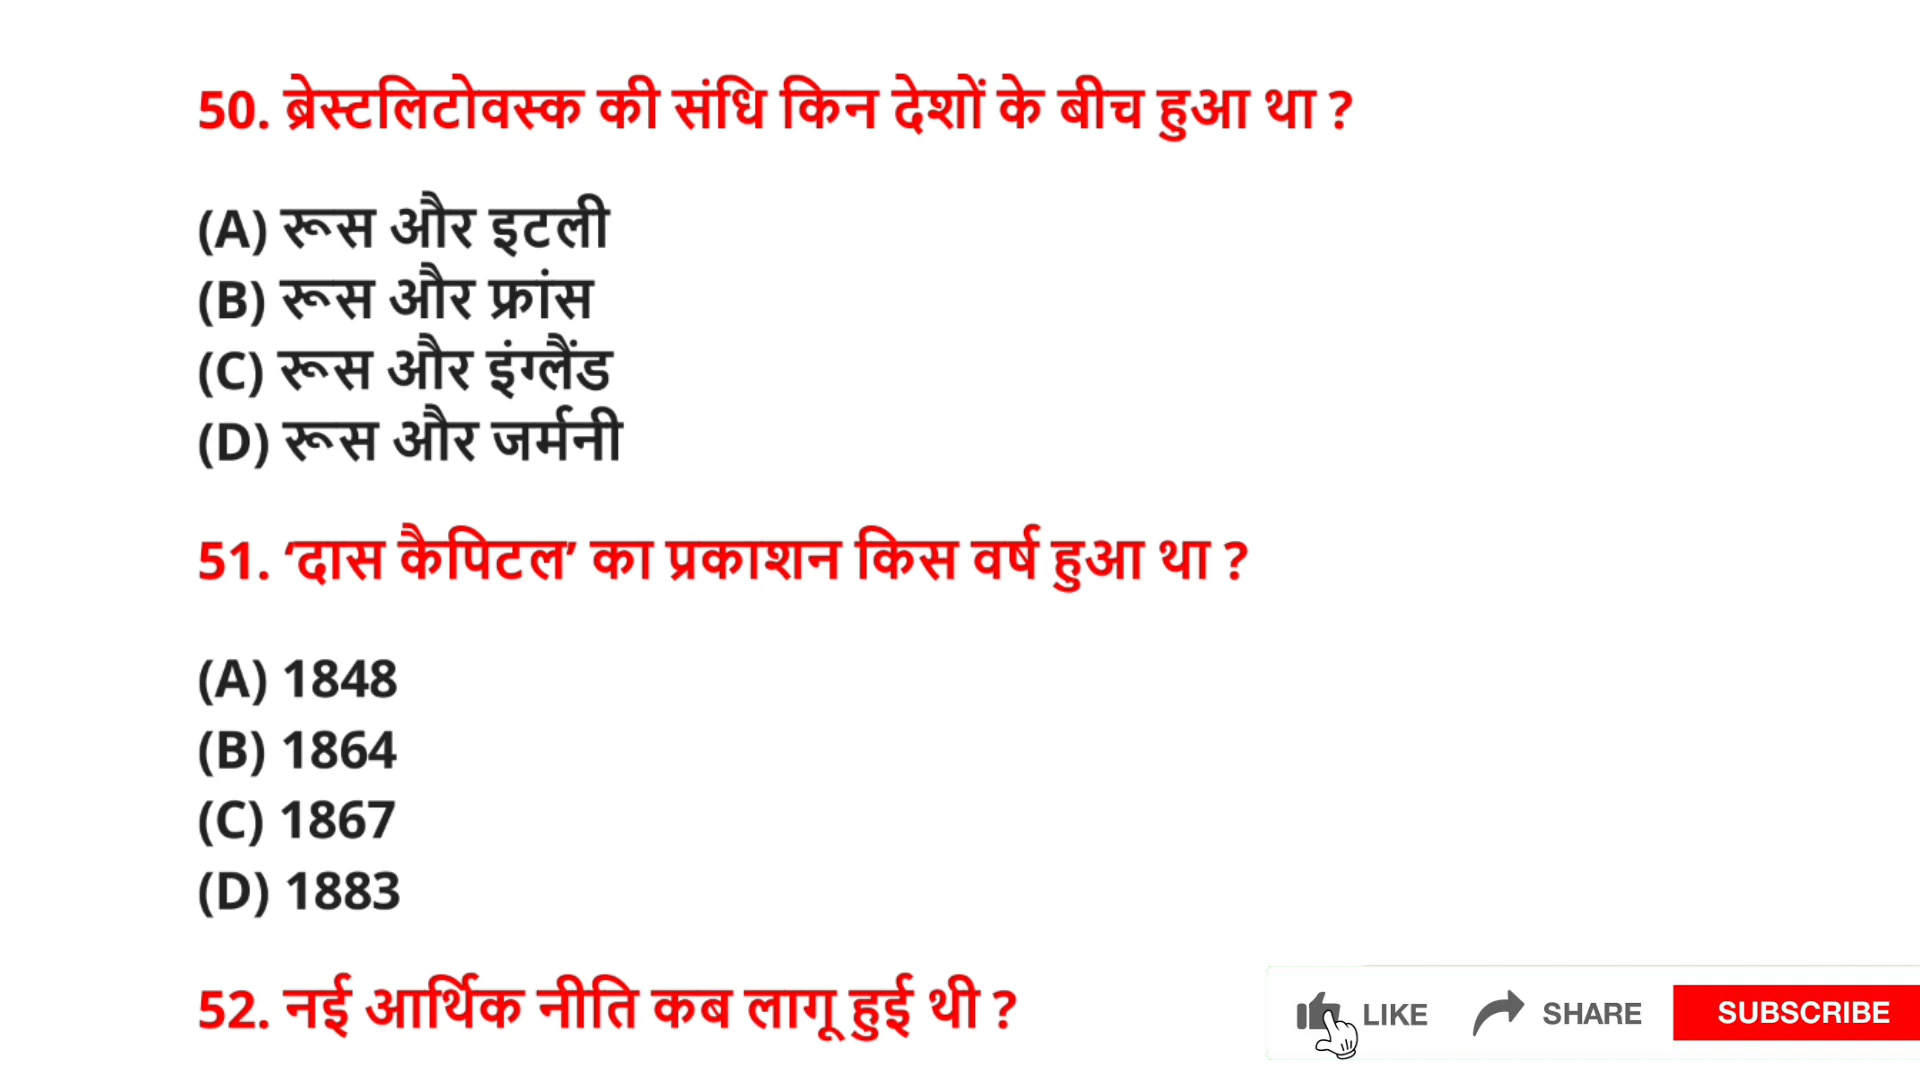 50. ब्रेस्टलिटोवस्क की संधि किन देशों के बीच हुआ था ?
(A) रूस और इटली
(B) रूस और फ्रांस
(C) रूस और इंग्लैंड
(D) रूस और जर्मनी
51. ‘दास कैपिटल’ का प्रकाशन किस वर्ष हुआ था ?
(A) 1848
(B) 1864
(C) 1867
(D) 1883
52. नई आर्थिक नीति कब लागू हुई थी ?
LIKE SHARE SUBSCRIBE